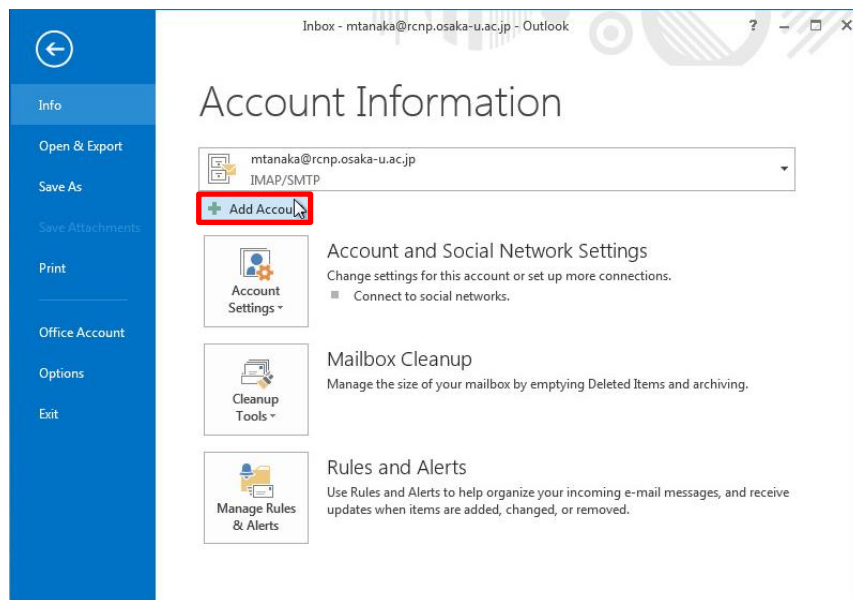 Inbox - mtanaka@rcnp.osaka-u.ac.jp - Outlook
?
Info
Open & Export
Save As
Save Attachments
Print
Office Account
Options
Exit
Account Information
mtanaka@rcnp.osaka-u.ac.jp
IMAP/SMTP
Add Accou
Account
Settings
Account and Social Network Settings
Change settings for this account or set up more connections.
Connect to social networks.
Cleanup
Tools
Mailbox Cleanup
Manage the size of your mailbox by emptying Deleted Items and archiving.
Manage Rules
& Alerts
Rules and Alerts
Use Rules and Alerts to help organize your incoming e-mail messages, and receive
updates when items are added, changed, or removed.